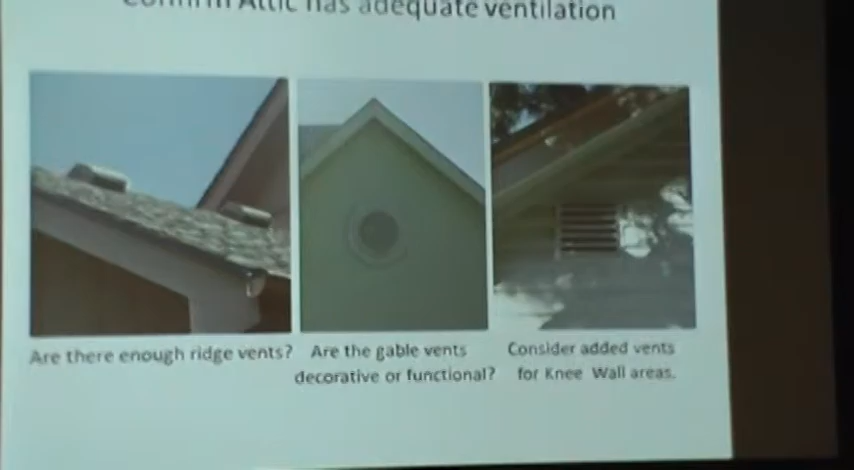 Confirm Attic has adequate ventilation
Are there enough ridge vents?
Are the gable vents
decorative or functional?
Consider added vents
for Knee Wall areas.